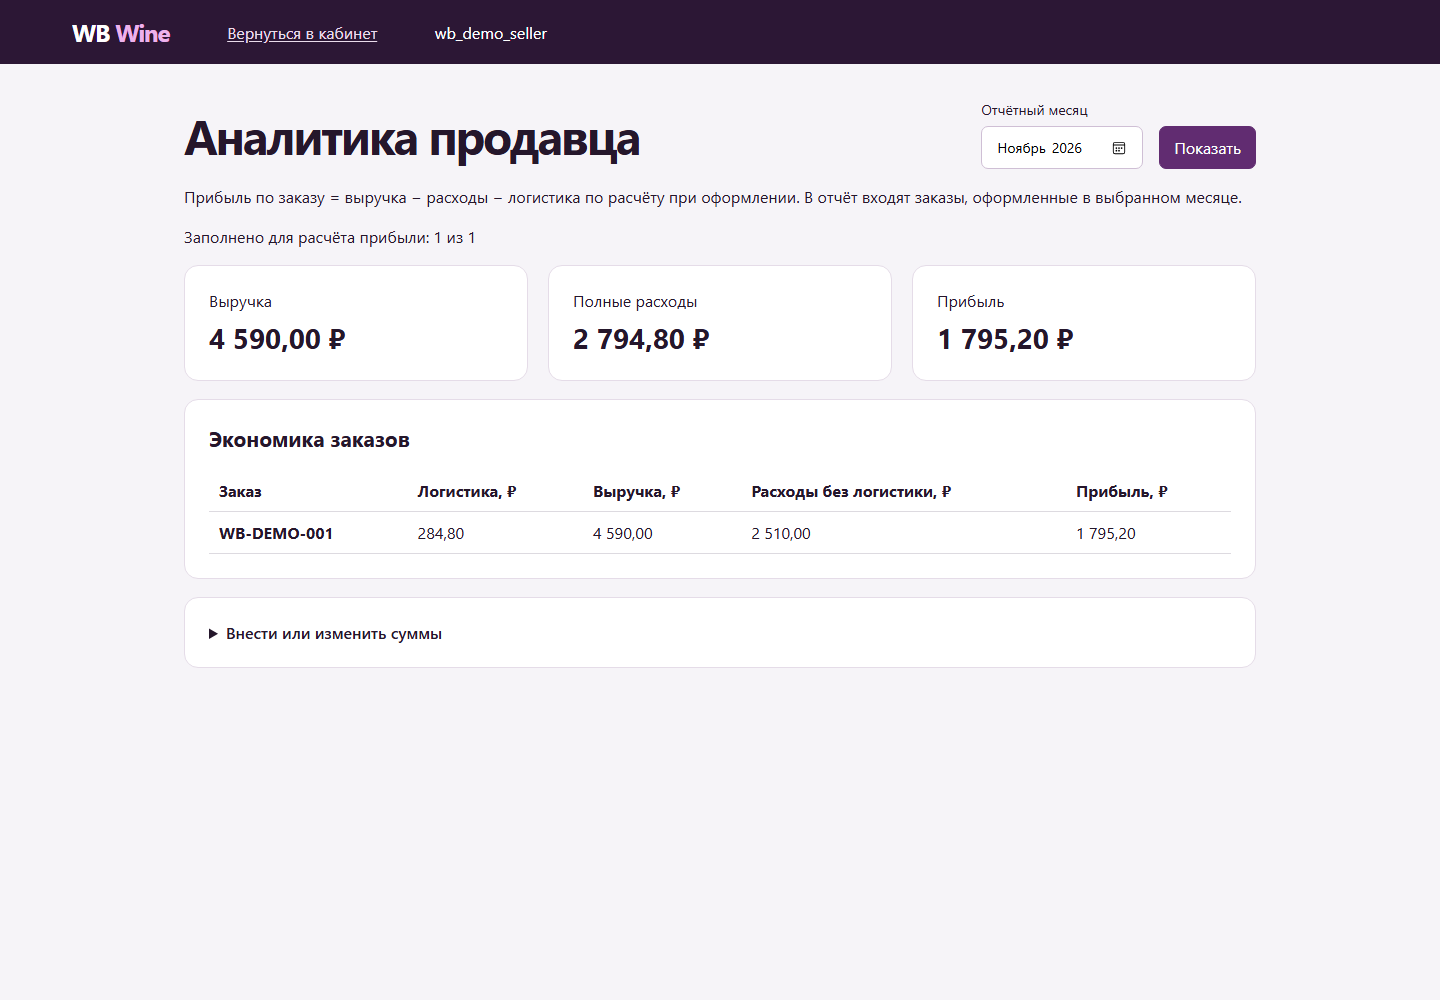 WB Wine Вернуться в кабинет wb_demo_seller
Аналитика продавца
Отчётный месяц
Ноябрь 2026
Показать
Прибыль по заказу = выручка − расходы − логистика по расчёту при оформлении. В отчёт входят заказы, оформленные в выбранном месяце.
Заполнено для расчёта прибыли: 1 из 1
Выручка
4 590,00 ₽
Полные расходы
2 794,80 ₽
Прибыль
1 795,20 ₽
Экономика заказов
Заказ Логистика, ₽ Выручка, ₽ Расходы без логистики, ₽ Прибыль, ₽
WB-DEMO-001 284,80 4 590,00 2 510,00 1 795,20
Внести или изменить суммы